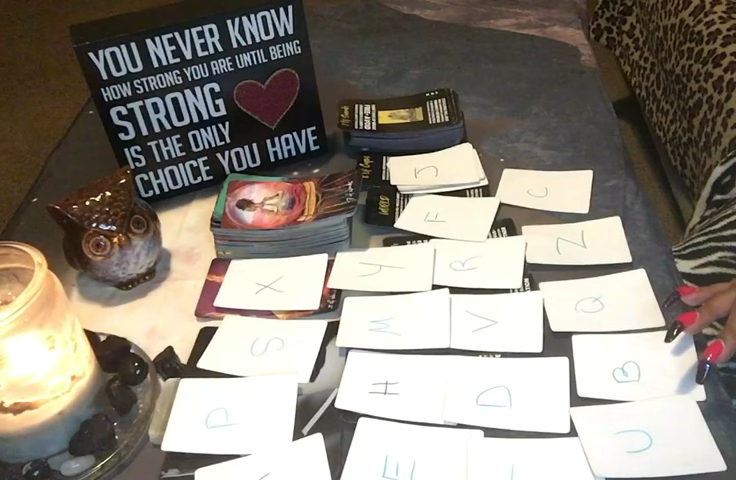 YOU NEVER KNOW
HOW STRONG YOU ARE UNTIL BEING
STRONG
IS THE ONLY
CHOICE YOU HAVE
J
C
F
Z
X
Y
R
Q
S
M
V
B
P
H
D
U
E